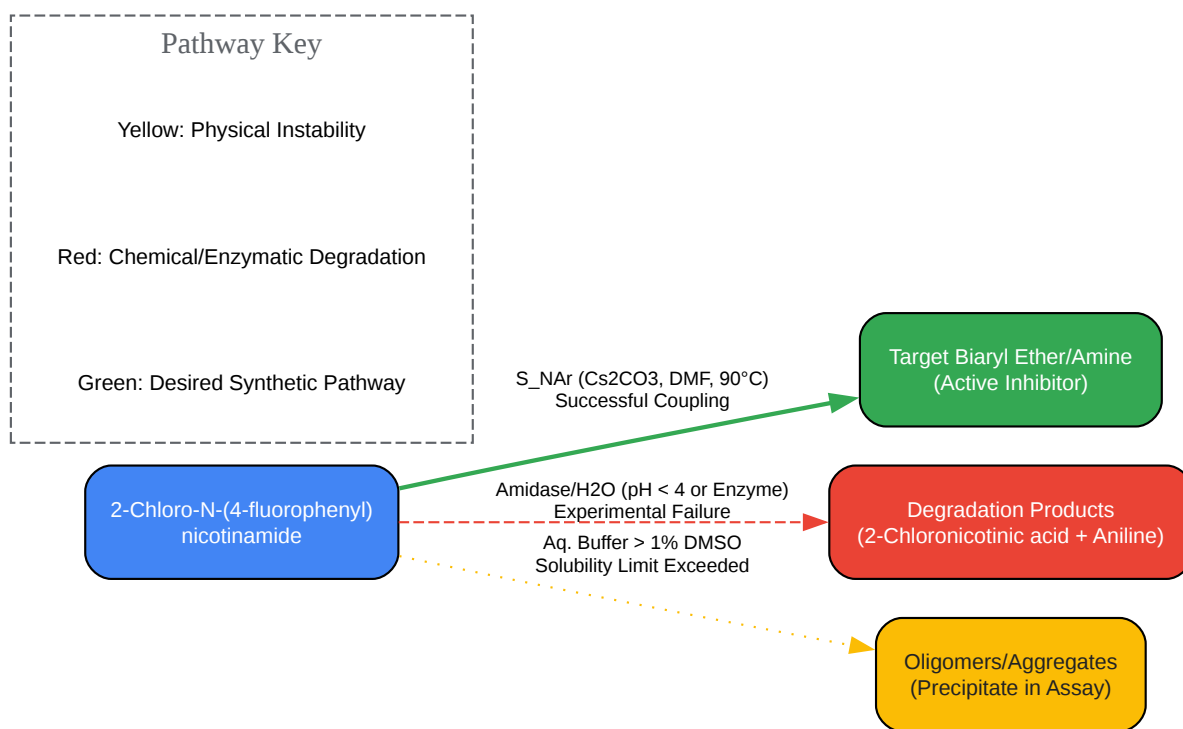 Pathway Key
Yellow: Physical Instability
Red: Chemical/Enzymatic Degradation
Green: Desired Synthetic Pathway
2-Chloro-N-(4-fluorophenyl)
nicotinamide
S_NAr (Cs2CO3, DMF, 90°C)
Successful Coupling
Amidase/H2O (pH < 4 or Enzyme)
Experimental Failure
Aq. Buffer > 1% DMSO
Solubility Limit Exceeded
Target Biaryl Ether/Amine
(Active Inhibitor)
Degradation Products
(2-Chloronicotinic acid + Aniline)
Oligomers/Aggregates
(Precipitate in Assay)